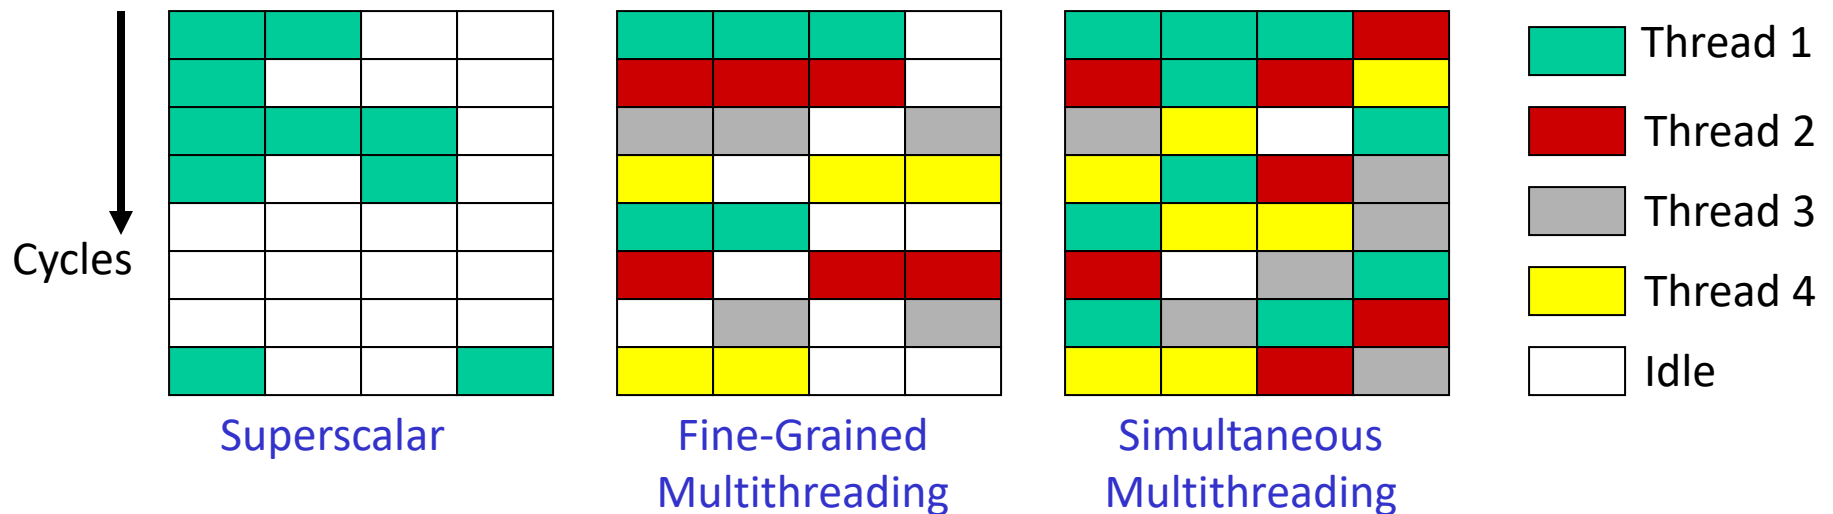 Cycles
Superscalar
Fine-Grained
Multithreading
Simultaneous
Multithreading
Thread 1
Thread 2
Thread 3
Thread 4
Idle